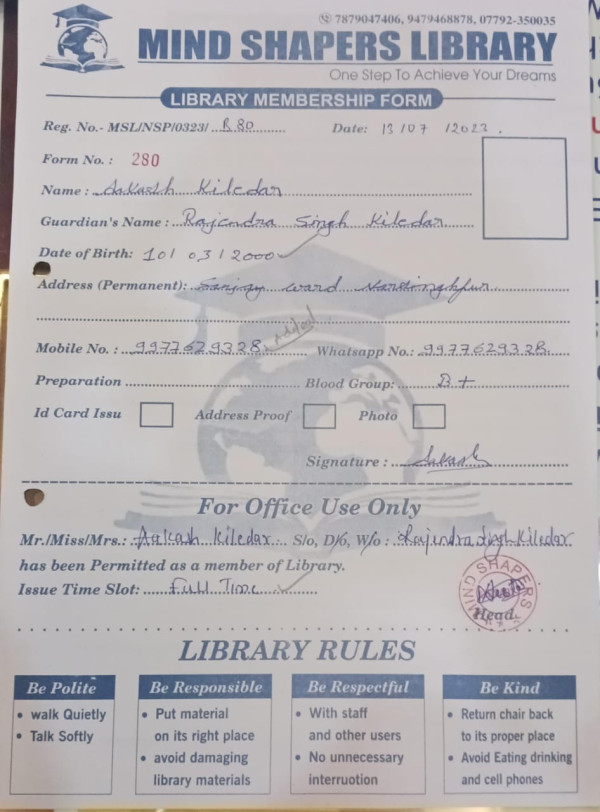 7879047406, 9479468878, 07792-350035
MIND SHAPERS LIBRARY
One Step To Achieve Your Dreams
LIBRARY MEMBERSHIP FORM
Reg. No.- MSL/NSP/0323/ B.80 Date: 13/07/2023.
Form No. : 280
Name : Aakash Kiledar
Guardian's Name : Rajendra Singh Kiledar
Date of Birth: 10/03/2000
Address (Permanent): Sanjay ward Narsinghpur
Added
Mobile No. : 9977629328 Whatsapp No.: 9977629328
Preparation Blood Group: B+
Id Card Issu Address Proof Photo
Signature : Aakash
For Office Use Only
Mr./Miss/Mrs.: Aakash Kiledar S/o, D/6, W/o : Rajendra Singh Kiledar
has been Permitted as a member of Library.
Issue Time Slot: Full Time
MIND SHAPERS
Head
LIBRARY RULES
Be Polite
• walk Quietly
• Talk Softly
Be Responsible
• Put material
on its right place
• avoid damaging
library materials
Be Respectful
• With staff
and other users
• No unnecessary
interruotion
Be Kind
• Return chair back
to its proper place
• Avoid Eating drinking
and cell phones